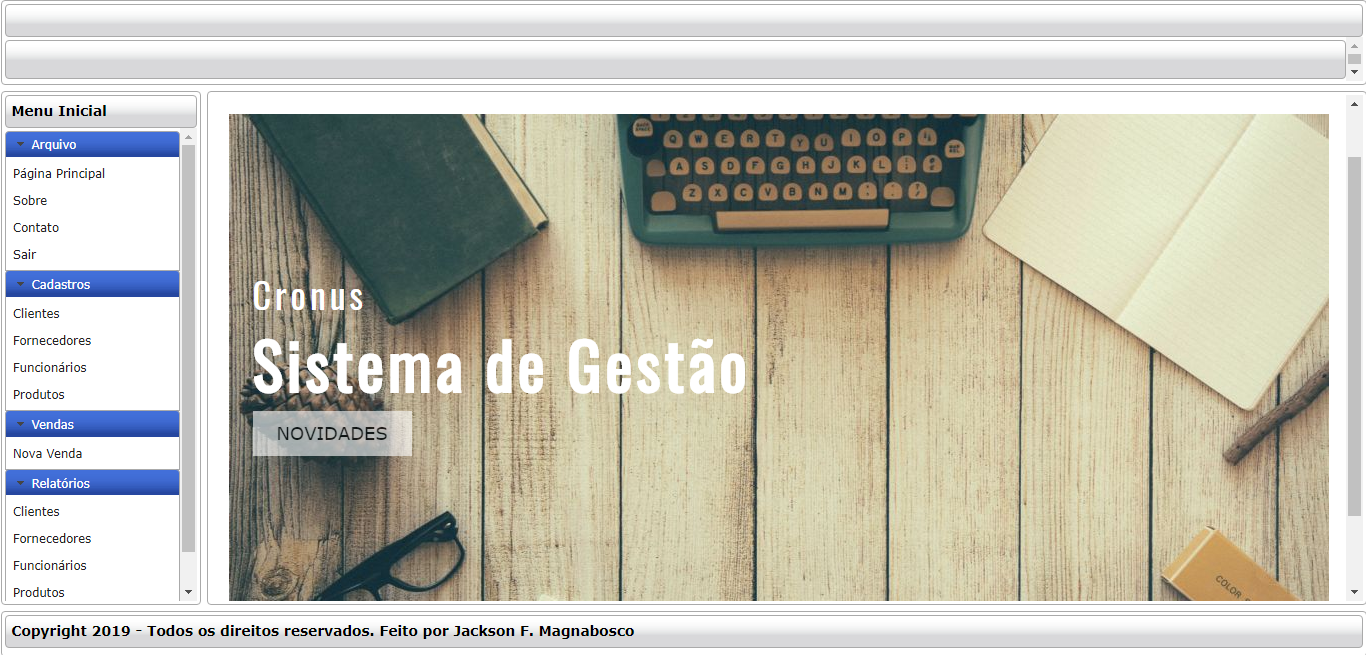 Menu Inicial
Arquivo
Página Principal
Sobre
Contato
Sair
Cadastros
Clientes
Fornecedores
Funcionários
Produtos
Vendas
Nova Venda
Relatórios
Clientes
Fornecedores
Funcionários
Produtos
Q W E R T Y U I O P
A S D F G H J K L
Z X C V B N M
Cronus
Sistema de Gestão
NOVIDADES
COLOR
Copyright 2019 - Todos os direitos reservados. Feito por Jackson F. Magnabosco